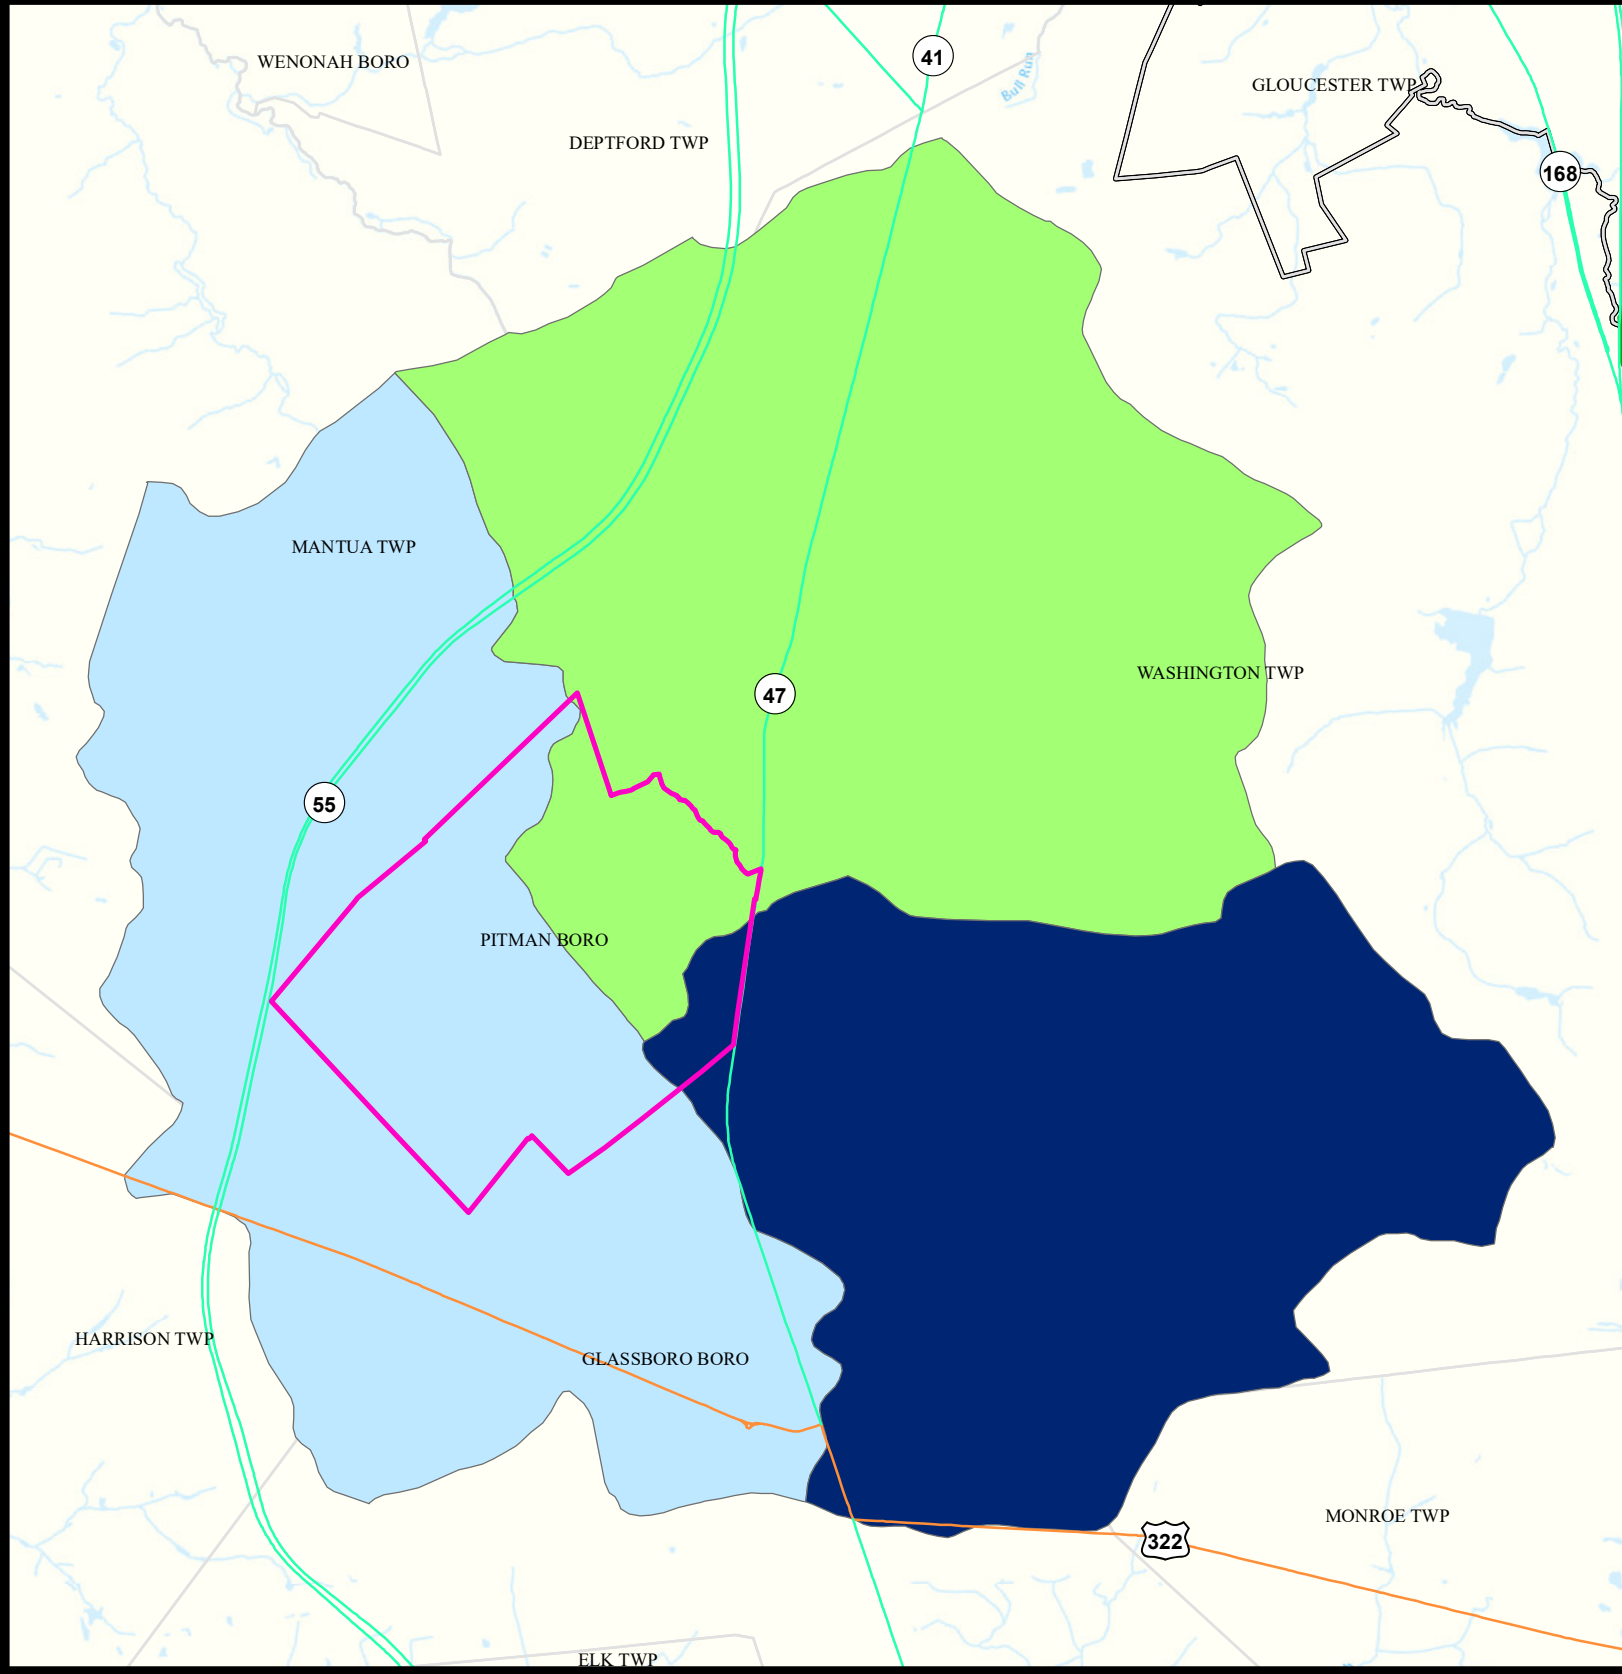 41
WENONAH BORO
Bull Run
GLOUCESTER TWP
DEPTFORD TWP
168
MANTUA TWP
WASHINGTON TWP
47
55
PITMAN BORO
HARRISON TWP
GLASSBORO BORO
MONROE TWP
322
ELK TWP